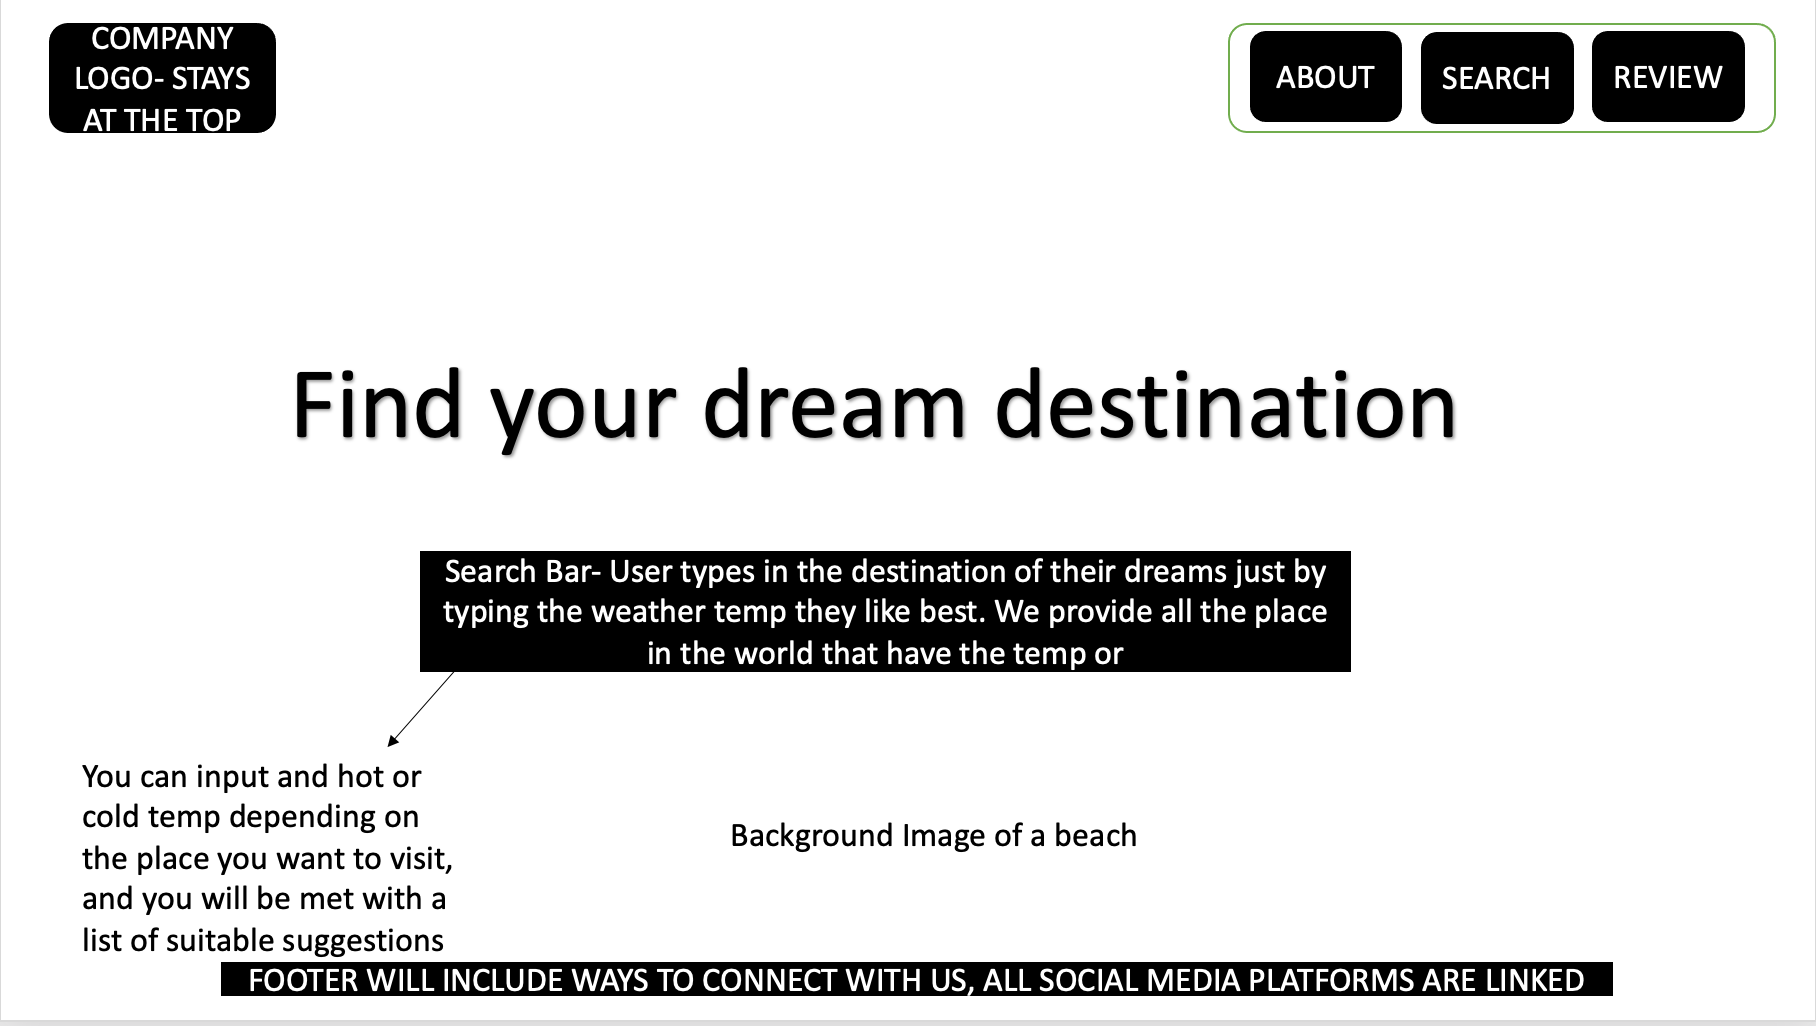 COMPANY
LOGO- STAYS
AT THE TOP
ABOUT
SEARCH
REVIEW
Find your dream destination
Search Bar- User types in the destination of their dreams just by
typing the weather temp they like best. We provide all the place
in the world that have the temp or
You can input and hot or
cold temp depending on
the place you want to visit,
and you will be met with a
list of suitable suggestions
Background Image of a beach
FOOTER WILL INCLUDE WAYS TO CONNECT WITH US, ALL SOCIAL MEDIA PLATFORMS ARE LINKED